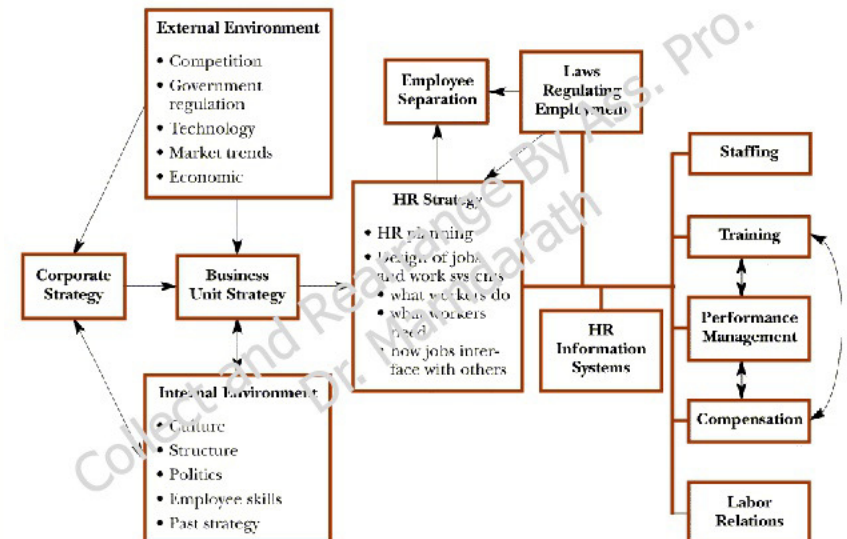 External Environment
• Competition
• Government
regulation
• Technology
• Market trends
• Economic
Employee
Separation
Laws
Regulating
Employment
Staffing
HR Strategy
• HR planning
• Design of jobs
and work systems
• what workers do
• what workers
need
• how jobs inter-
face with others
Training
Corporate
Strategy
Business
Unit Strategy
HR
Information
Systems
Performance
Management
Internal Environment
• Culture
• Structure
• Politics
• Employee skills
• Past strategy
Compensation
Labor
Relations
Collect and Rearrange By Ass. Pro.